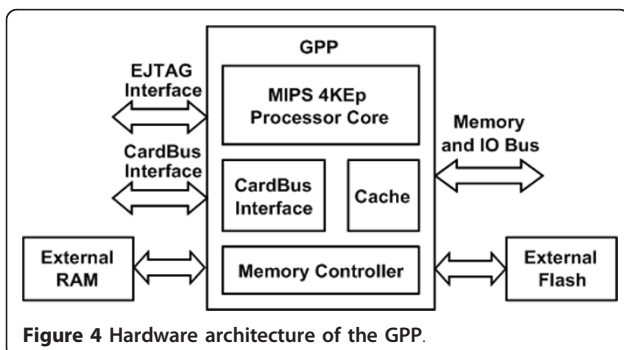 GPP
EJTAG
Interface
MIPS 4KEp
Processor Core
Memory
and IO Bus
CardBus
Interface
CardBus
Interface
Cache
External
RAM
Memory Controller
External
Flash
Figure 4 Hardware architecture of the GPP.